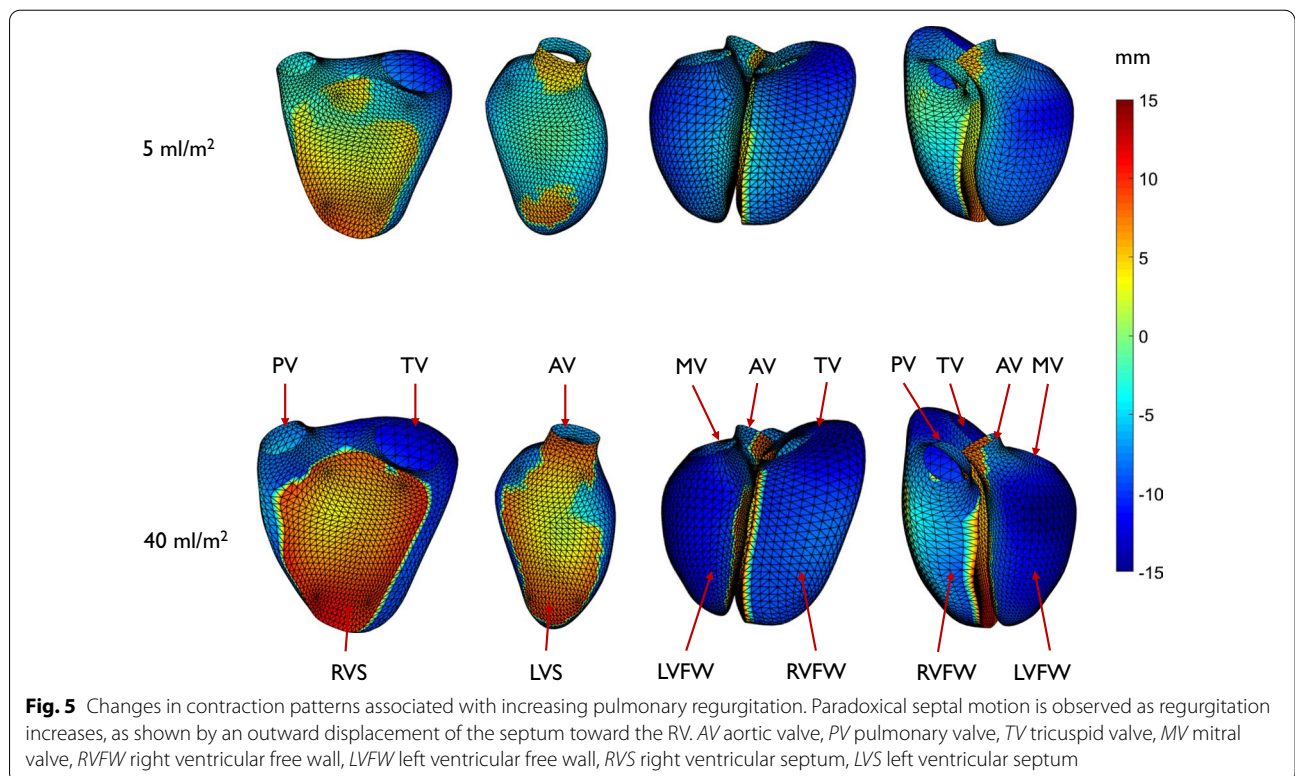 mm
15
10
5
0
-5
-10
-15
5 ml/m²
PV TV AV MV AV TV PV TV AV MV
40 ml/m²
RVS LVS LVFW RVFW RVFW LVFW
Fig. 5 Changes in contraction patterns associated with increasing pulmonary regurgitation. Paradoxical septal motion is observed as regurgitation
increases, as shown by an outward displacement of the septum toward the RV. AV aortic valve, PV pulmonary valve, TV tricuspid valve, MV mitral
valve, RVFW right ventricular free wall, LVFW left ventricular free wall, RVS right ventricular septum, LVS left ventricular septum